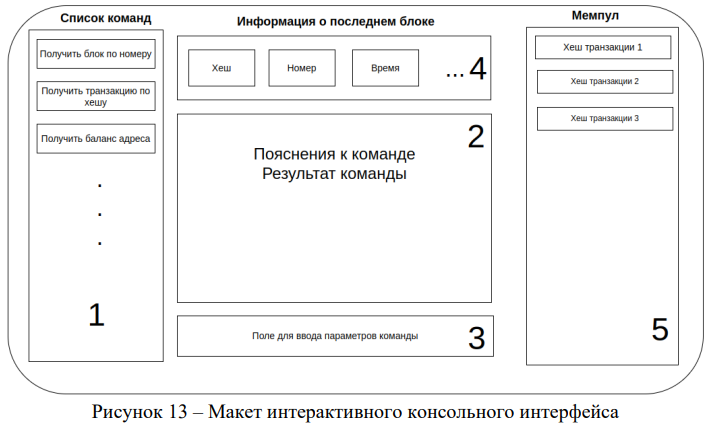 Список команд
Получить блок по номеру
Получить транзакцию по
хешу
Получить баланс адреса
.
.
.
1
Информация о последнем блоке
Хеш
Номер
Время
... 4
2
Пояснения к команде
Результат команды
Поле для ввода параметров команды
3
Мемпул
Хеш транзакции 1
Хеш транзакции 2
Хеш транзакции 3
5
Рисунок 13 – Макет интерактивного консольного интерфейса